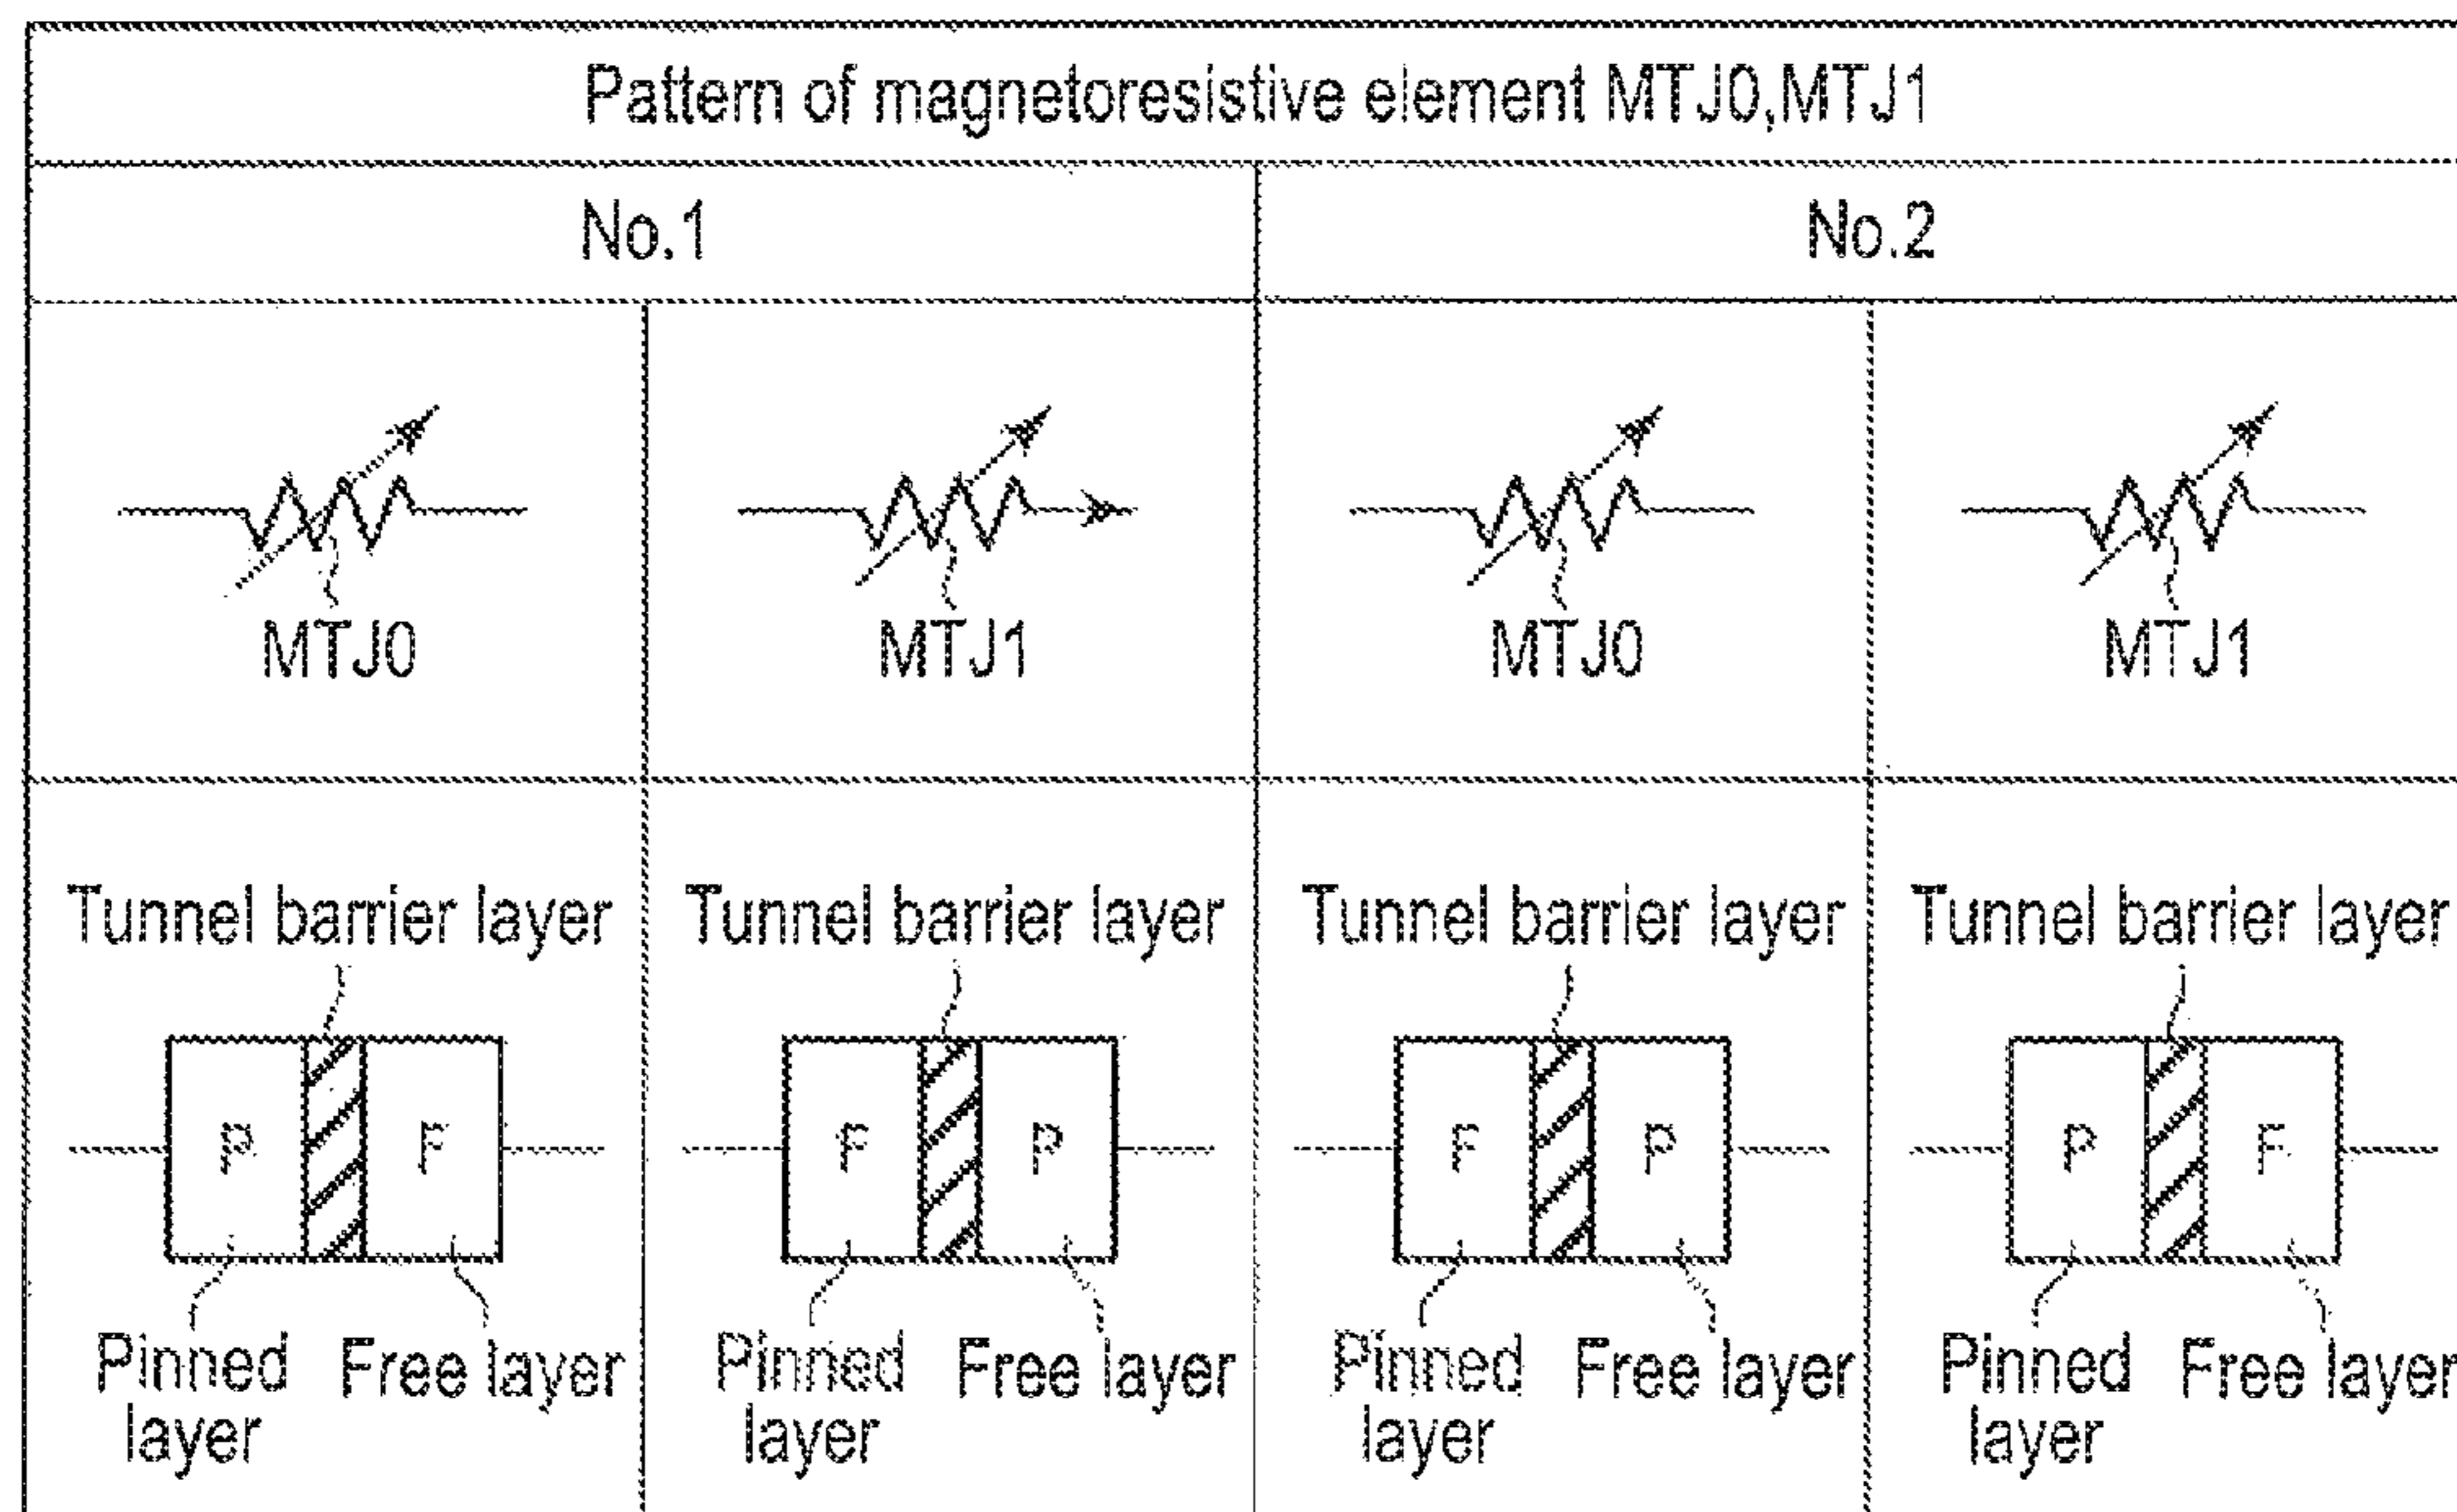 Pattern of magnetoresistive element MTJ0,MTJ1
No.1
No.2
MTJ0
MTJ1
MTJ0
MTJ1
Tunnel barrier layer
Tunnel barrier layer
Tunnel barrier layer
Tunnel barrier layer
P
F
F
P
F
P
P
F
Pinned
layer
Free layer
Pinned
layer
Free layer
Pinned
layer
Free layer
Pinned
layer
Free layer